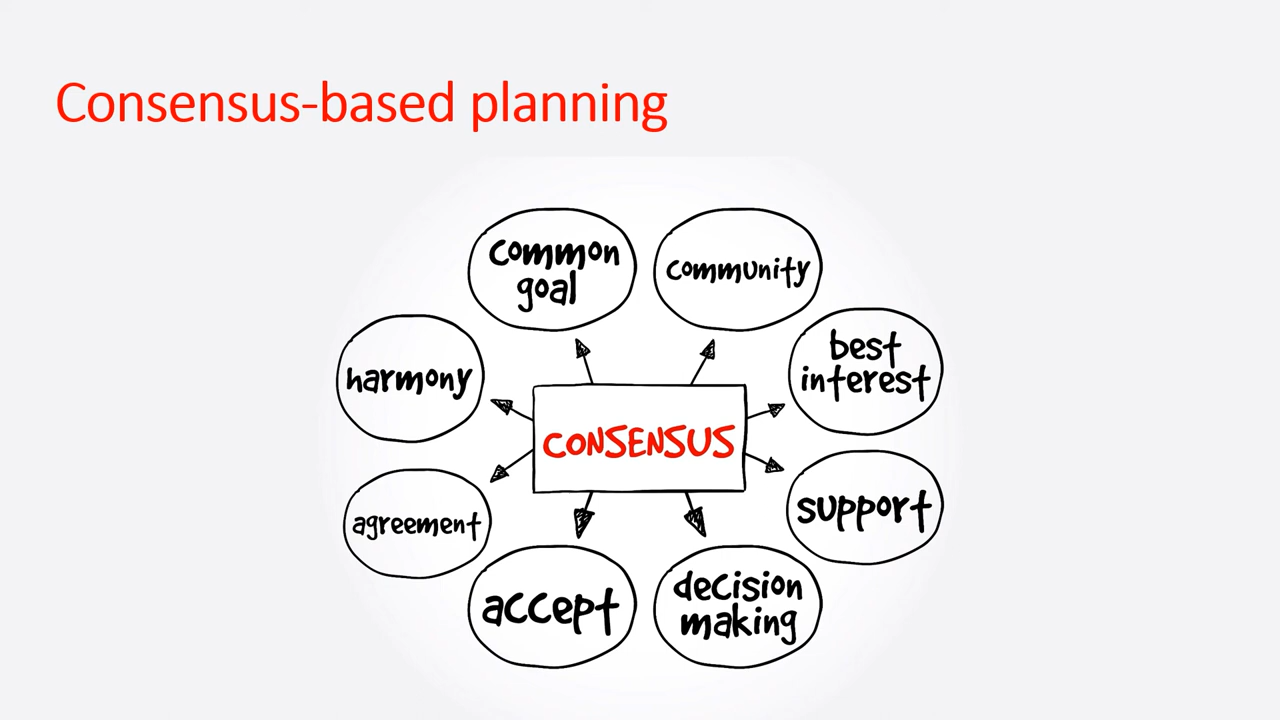 Consensus-based planning
common
goal
community
best
interest
harmony
CONSENSUS
support
agreement
accept
decision
making